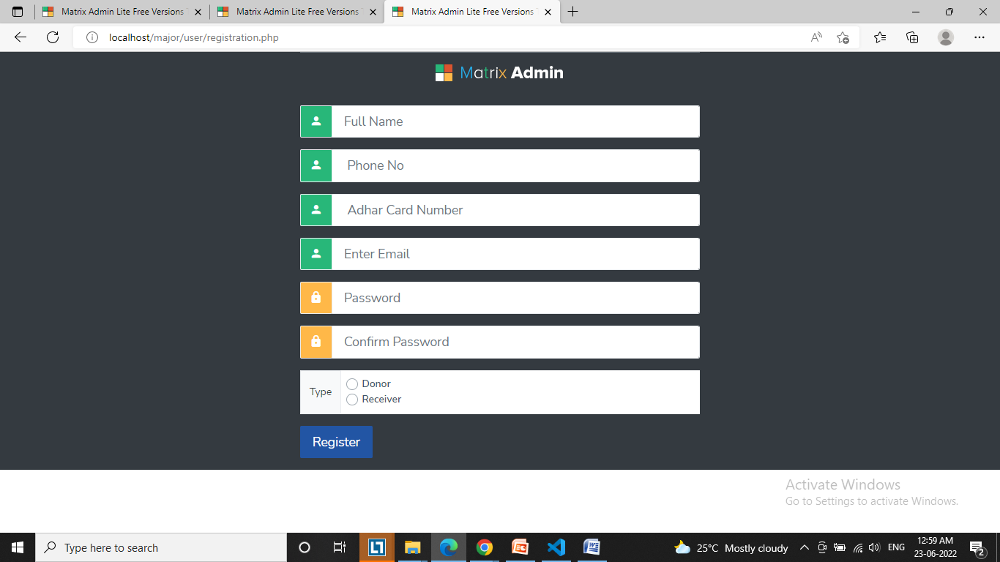 Matrix Admin Lite Free Versions
Matrix Admin Lite Free Versions
Matrix Admin Lite Free Versions
localhost/major/user/registration.php
Matrix Admin
Full Name
Phone No
Adhar Card Number
Enter Email
Password
Confirm Password
Type
Donor
Receiver
Register
Activate Windows
Go to Settings to activate Windows.
Type here to search
25°C Mostly cloudy
ENG
12:59 AM
23-06-2022
2